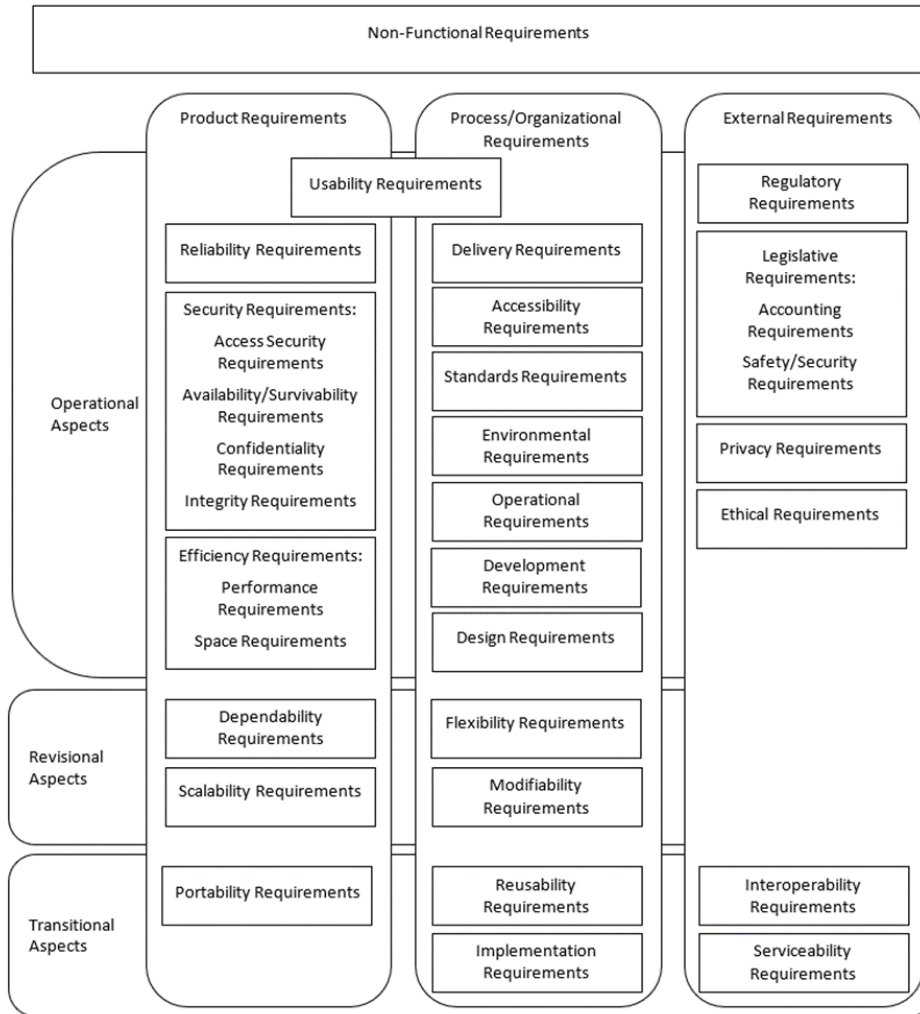 Non-Functional Requirements
Product Requirements
Process/Organizational
Requirements
External Requirements
Operational
Aspects
Usability Requirements
Reliability Requirements
Security Requirements:
Access Security
Requirements
Availability/Survivability
Requirements
Confidentiality
Requirements
Integrity Requirements
Efficiency Requirements:
Performance
Requirements
Space Requirements
Delivery Requirements
Accessibility
Requirements
Standards Requirements
Environmental
Requirements
Operational
Requirements
Development
Requirements
Design Requirements
Regulatory
Requirements
Legislative
Requirements:
Accounting
Requirements
Safety/Security
Requirements
Privacy Requirements
Ethical Requirements
Revisional
Aspects
Dependability
Requirements
Scalability Requirements
Flexibility Requirements
Modifiability
Requirements
Transitional
Aspects
Portability Requirements
Reusability
Requirements
Implementation
Requirements
Interoperability
Requirements
Serviceability
Requirements